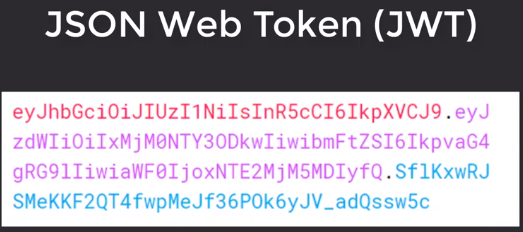 JSON Web Token (JWT)
eyJhbGciOiJIUzI1NiIsInR5cCI6IkpXVCJ9.eyJ
zdWIiOiIxMjM0NTY3ODkwIiwibmFtZSI6IkpvaG4
gRG9lIiwiaWF0IjoxNTE2MjM5MDIyfQ.SflKxwRJ
SMeKKF2QT4fwpMeJf36POk6yJV_adQssw5c